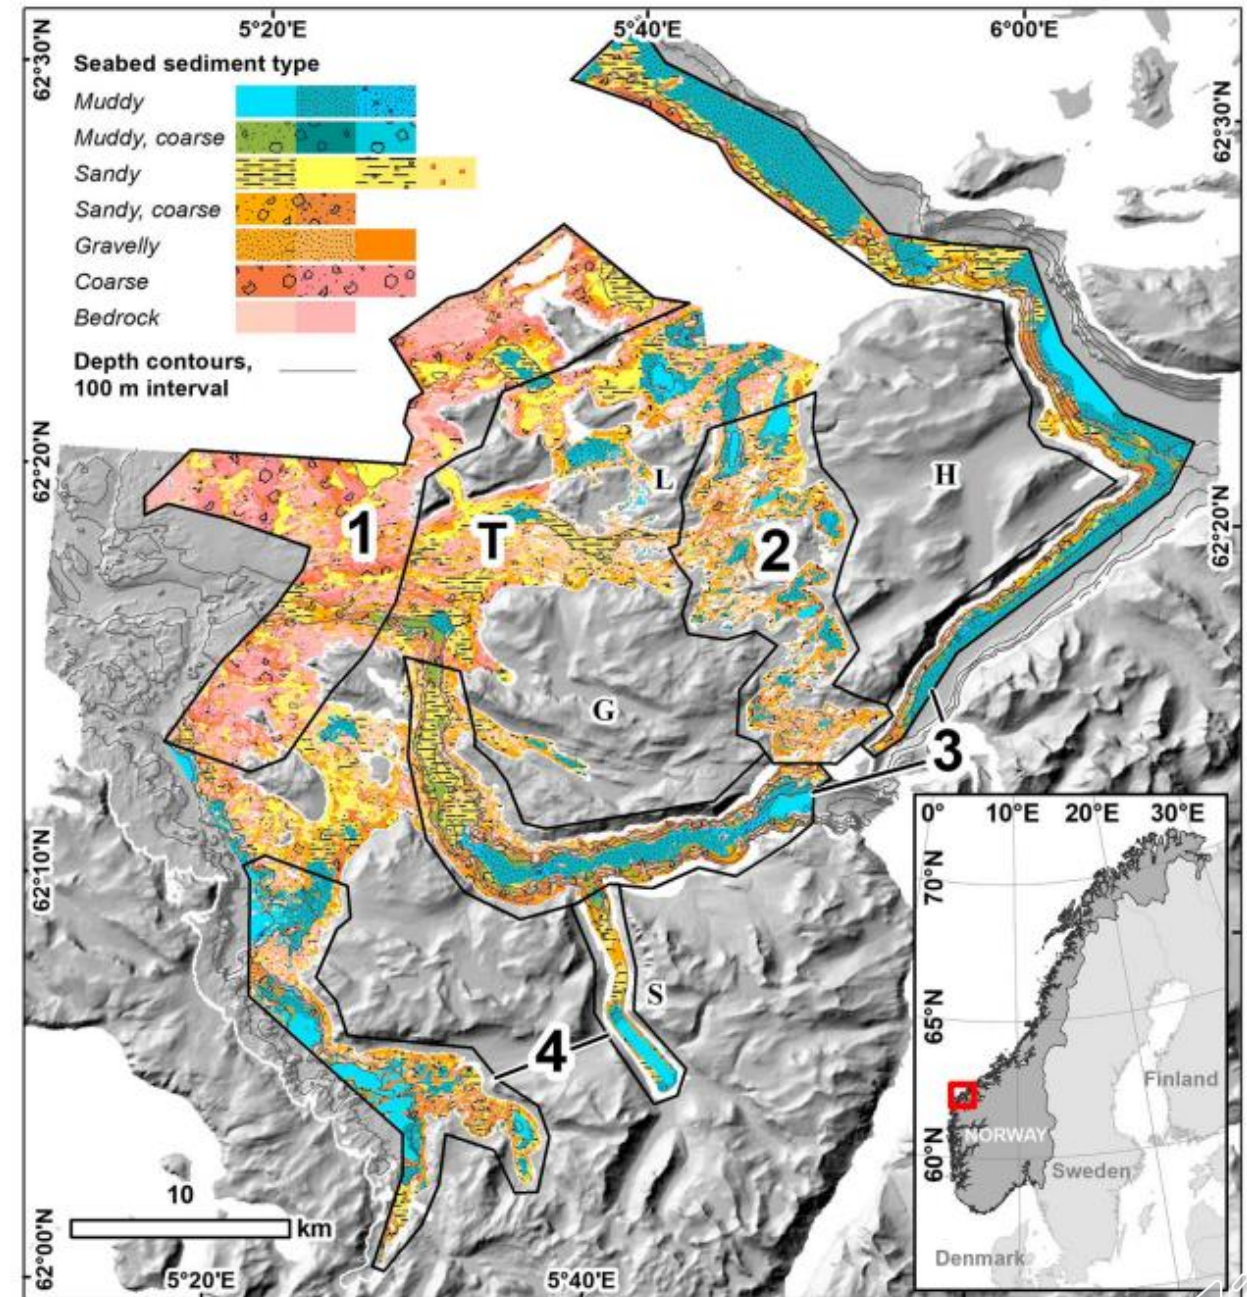 5°20'E 5°40'E 6°00'E
62°30'N
62°30'N
Seabed sediment type
Muddy
Muddy, coarse
Sandy
Sandy, coarse
Gravelly
Coarse
Bedrock
Depth contours,
100 m interval
62°20'N
62°20'N
1
T
L
2
H
G
3
62°10'N
S
4
0° 10°E 20°E 30°E
70°N
65°N
60°N
Finland
NORWAY
Sweden
Denmark
10
km
62°00'N
5°20'E 5°40'E